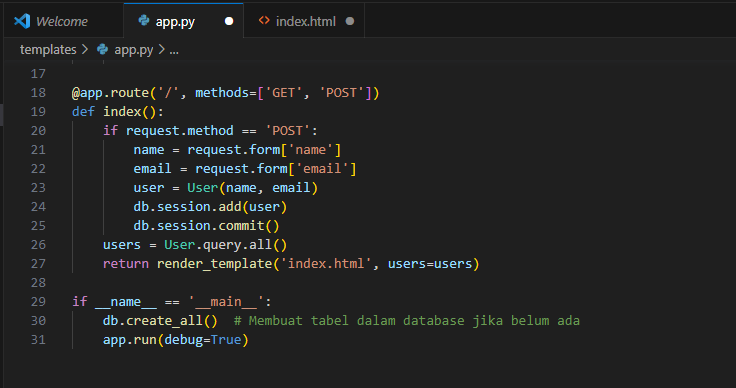 Welcome app.py index.html
templates > app.py > ...
17
18 @app.route('/', methods=['GET', 'POST'])
19 def index():
20     if request.method == 'POST':
21         name = request.form['name']
22         email = request.form['email']
23         user = User(name, email)
24         db.session.add(user)
25         db.session.commit()
26     users = User.query.all()
27     return render_template('index.html', users=users)
28
29 if __name__ == '__main__':
30     db.create_all()  # Membuat tabel dalam database jika belum ada
31     app.run(debug=True)